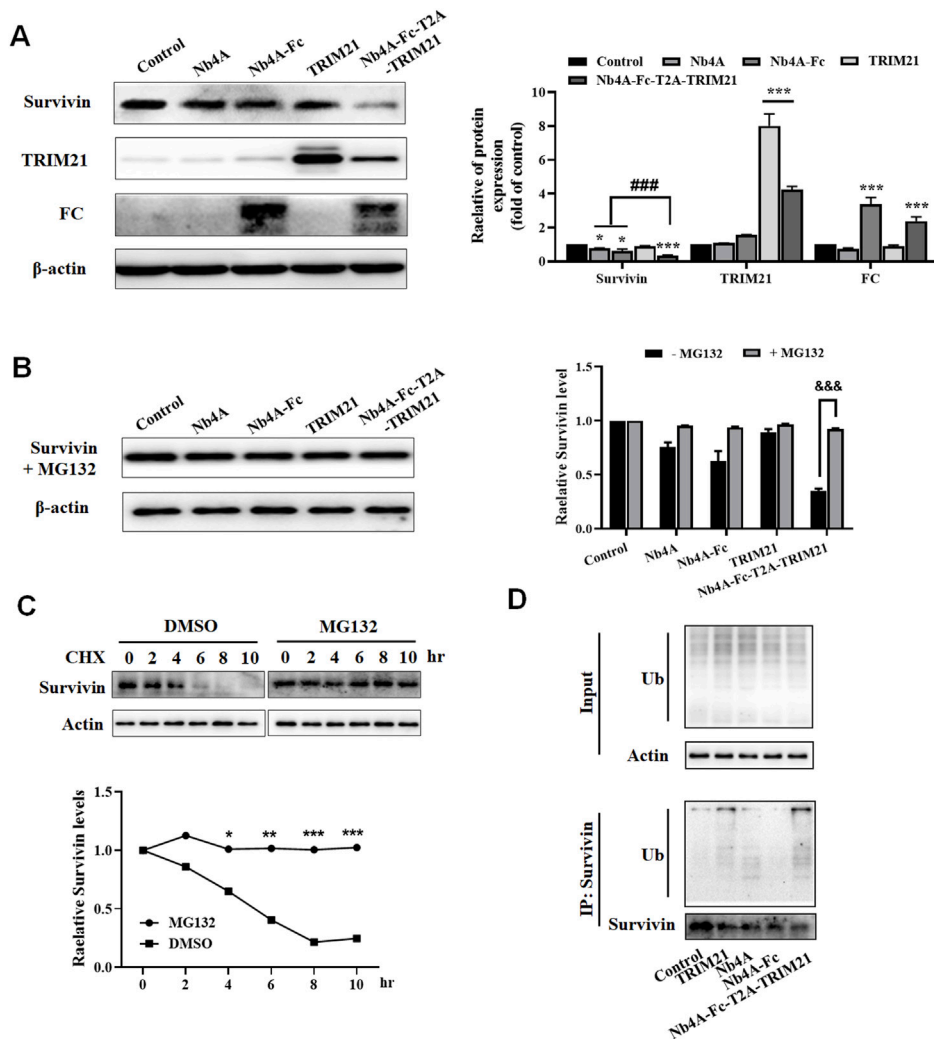 A
Control
Nb4A
Nb4A-Fc
TRIM21
Nb4A-Fc-T2A
-TRIM21
Survivin
TRIM21
FC
β-actin
Control
Nb4A
Nb4A-Fc
TRIM21
Nb4A-Fc-T2A-TRIM21
Raelative of protein
expression
(fold of control)
10
8
6
4
2
0
###
*
*
***
***
***
***
Survivin
TRIM21
FC
B
Control
Nb4A
Nb4A-Fc
TRIM21
Nb4A-Fc-T2A
-TRIM21
Survivin
+ MG132
β-actin
- MG132
+ MG132
Raelative Survivin level
1.5
1.0
0.5
0.0
&&&
Control
Nb4A
Nb4A-Fc
TRIM21
Nb4A-Fc-T2A-TRIM21
C
DMSO
MG132
CHX 0 2 4 6 8 10 0 2 4 6 8 10 hr
Survivin
Actin
Raelative Survivin levels
1.5
1.0
0.5
0.0
* ** *** ***
MG132
DMSO
0 2 4 6 8 10 hr
D
Input
Ub
Actin
IP: Survivin
Ub
Survivin
Control
TRIM21
Nb4A
Nb4A-Fc
Nb4A-Fc-T2A-TRIM21